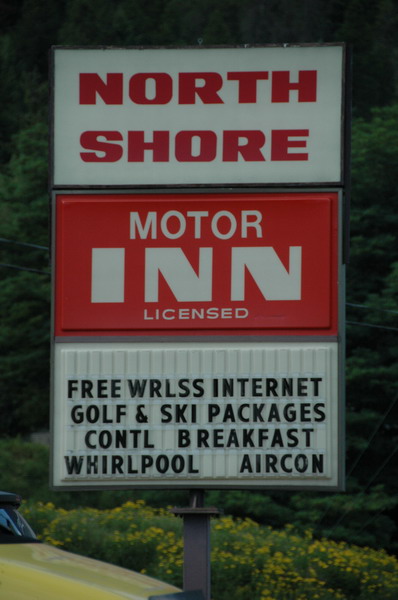 NORTH
SHORE
MOTOR
INN
LICENSED
FREE WRLSS INTERNET
GOLF & SKI PACKAGES
CONTL BREAKFAST
WHIRLPOOL AIRCON